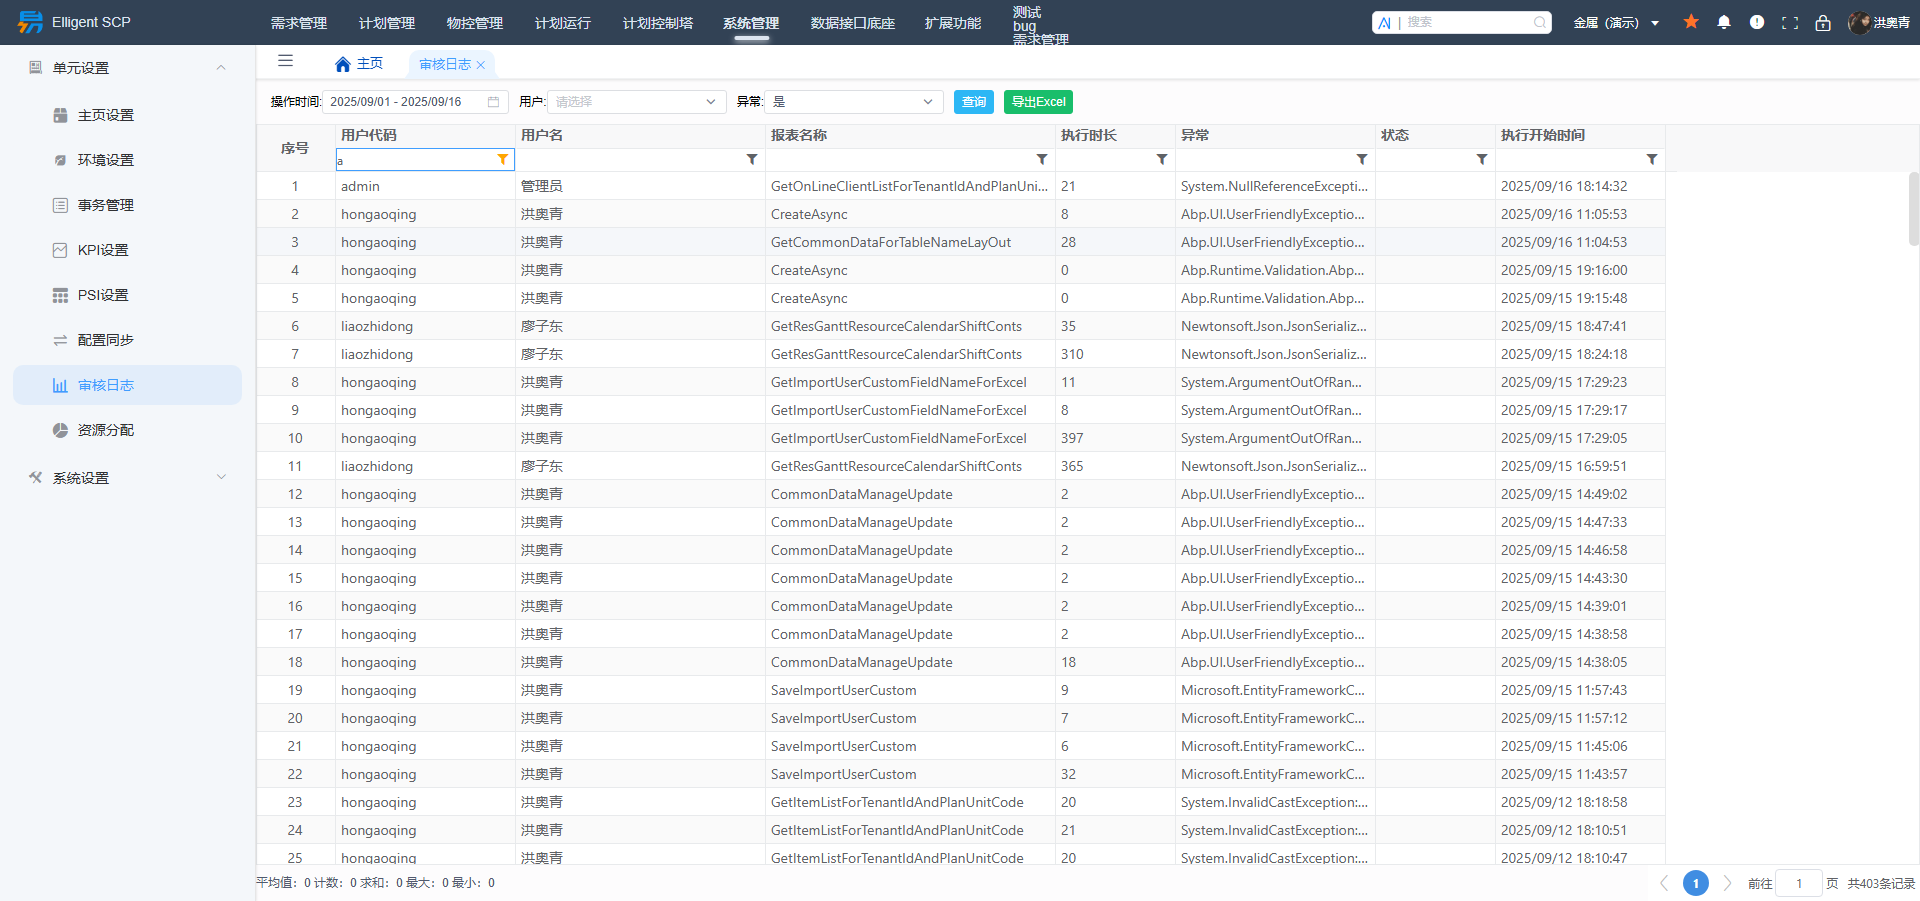 Elligent SCP
需求管理
计划管理
物控管理
计划运行
计划控制塔
系统管理
数据接口底座
扩展功能
测试
bug
需求管理
搜索
金属（演示）
洪奥青
单元设置
主页设置
环境设置
事务管理
KPI设置
PSI设置
配置同步
审核日志
资源分配
系统设置
主页
审核日志
操作时间: 2025/09/01 - 2025/09/16 用户: 请选择 异常: 是 查询 导出Excel
序号 用户代码 用户名 报表名称 执行时长 异常 状态 执行开始时间
a
1 admin 管理员 GetOnLineClientListForTenantIdAndPlanUni... 21 System.NullReferenceExcepti... 2025/09/16 18:14:32
2 hongaoqing 洪奥青 CreateAsync 8 Abp.UI.UserFriendlyExceptio... 2025/09/16 11:05:53
3 hongaoqing 洪奥青 GetCommonDataForTableNameLayOut 28 Abp.UI.UserFriendlyExceptio... 2025/09/16 11:04:53
4 hongaoqing 洪奥青 CreateAsync 0 Abp.Runtime.Validation.Abp... 2025/09/15 19:16:00
5 hongaoqing 洪奥青 CreateAsync 0 Abp.Runtime.Validation.Abp... 2025/09/15 19:15:48
6 liaozhidong 廖子东 GetResGanttResourceCalendarShiftConts 35 Newtonsoft.Json.JsonSerializ... 2025/09/15 18:47:41
7 liaozhidong 廖子东 GetResGanttResourceCalendarShiftConts 310 Newtonsoft.Json.JsonSerializ... 2025/09/15 18:24:18
8 hongaoqing 洪奥青 GetImportUserCustomFieldNameForExcel 11 System.ArgumentOutOfRan... 2025/09/15 17:29:23
9 hongaoqing 洪奥青 GetImportUserCustomFieldNameForExcel 8 System.ArgumentOutOfRan... 2025/09/15 17:29:17
10 hongaoqing 洪奥青 GetImportUserCustomFieldNameForExcel 397 System.ArgumentOutOfRan... 2025/09/15 17:29:05
11 liaozhidong 廖子东 GetResGanttResourceCalendarShiftConts 365 Newtonsoft.Json.JsonSerializ... 2025/09/15 16:59:51
12 hongaoqing 洪奥青 CommonDataManageUpdate 2 Abp.UI.UserFriendlyExceptio... 2025/09/15 14:49:02
13 hongaoqing 洪奥青 CommonDataManageUpdate 2 Abp.UI.UserFriendlyExceptio... 2025/09/15 14:47:33
14 hongaoqing 洪奥青 CommonDataManageUpdate 2 Abp.UI.UserFriendlyExceptio... 2025/09/15 14:46:58
15 hongaoqing 洪奥青 CommonDataManageUpdate 2 Abp.UI.UserFriendlyExceptio... 2025/09/15 14:43:30
16 hongaoqing 洪奥青 CommonDataManageUpdate 2 Abp.UI.UserFriendlyExceptio... 2025/09/15 14:39:01
17 hongaoqing 洪奥青 CommonDataManageUpdate 2 Abp.UI.UserFriendlyExceptio... 2025/09/15 14:38:58
18 hongaoqing 洪奥青 CommonDataManageUpdate 18 Abp.UI.UserFriendlyExceptio... 2025/09/15 14:38:05
19 hongaoqing 洪奥青 SaveImportUserCustom 9 Microsoft.EntityFrameworkC... 2025/09/15 11:57:43
20 hongaoqing 洪奥青 SaveImportUserCustom 7 Microsoft.EntityFrameworkC... 2025/09/15 11:57:12
21 hongaoqing 洪奥青 SaveImportUserCustom 6 Microsoft.EntityFrameworkC... 2025/09/15 11:45:06
22 hongaoqing 洪奥青 SaveImportUserCustom 32 Microsoft.EntityFrameworkC... 2025/09/15 11:43:57
23 hongaoqing 洪奥青 GetItemListForTenantIdAndPlanUnitCode 20 System.InvalidCastException:... 2025/09/12 18:18:58
24 hongaoqing 洪奥青 GetItemListForTenantIdAndPlanUnitCode 21 System.InvalidCastException:... 2025/09/12 18:10:51
25 hongaoqing 洪奥青 GetItemListForTenantIdAndPlanUnitCode 20 System.InvalidCastException:... 2025/09/12 18:10:47
平均值：0 计数：0 求和：0 最大：0 最小：0
1 前往 1 页 共403条记录